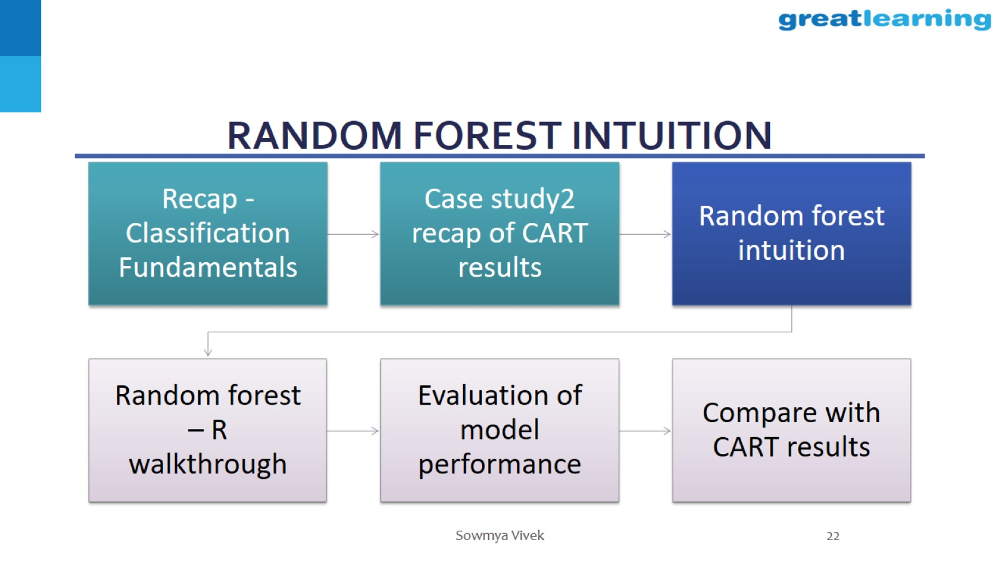 greatlearning
RANDOM FOREST INTUITION
Recap -
Classification
Fundamentals
Case study2
recap of CART
results
Random forest
intuition
Random forest
– R
walkthrough
Evaluation of
model
performance
Compare with
CART results
Sowmya Vivek
22